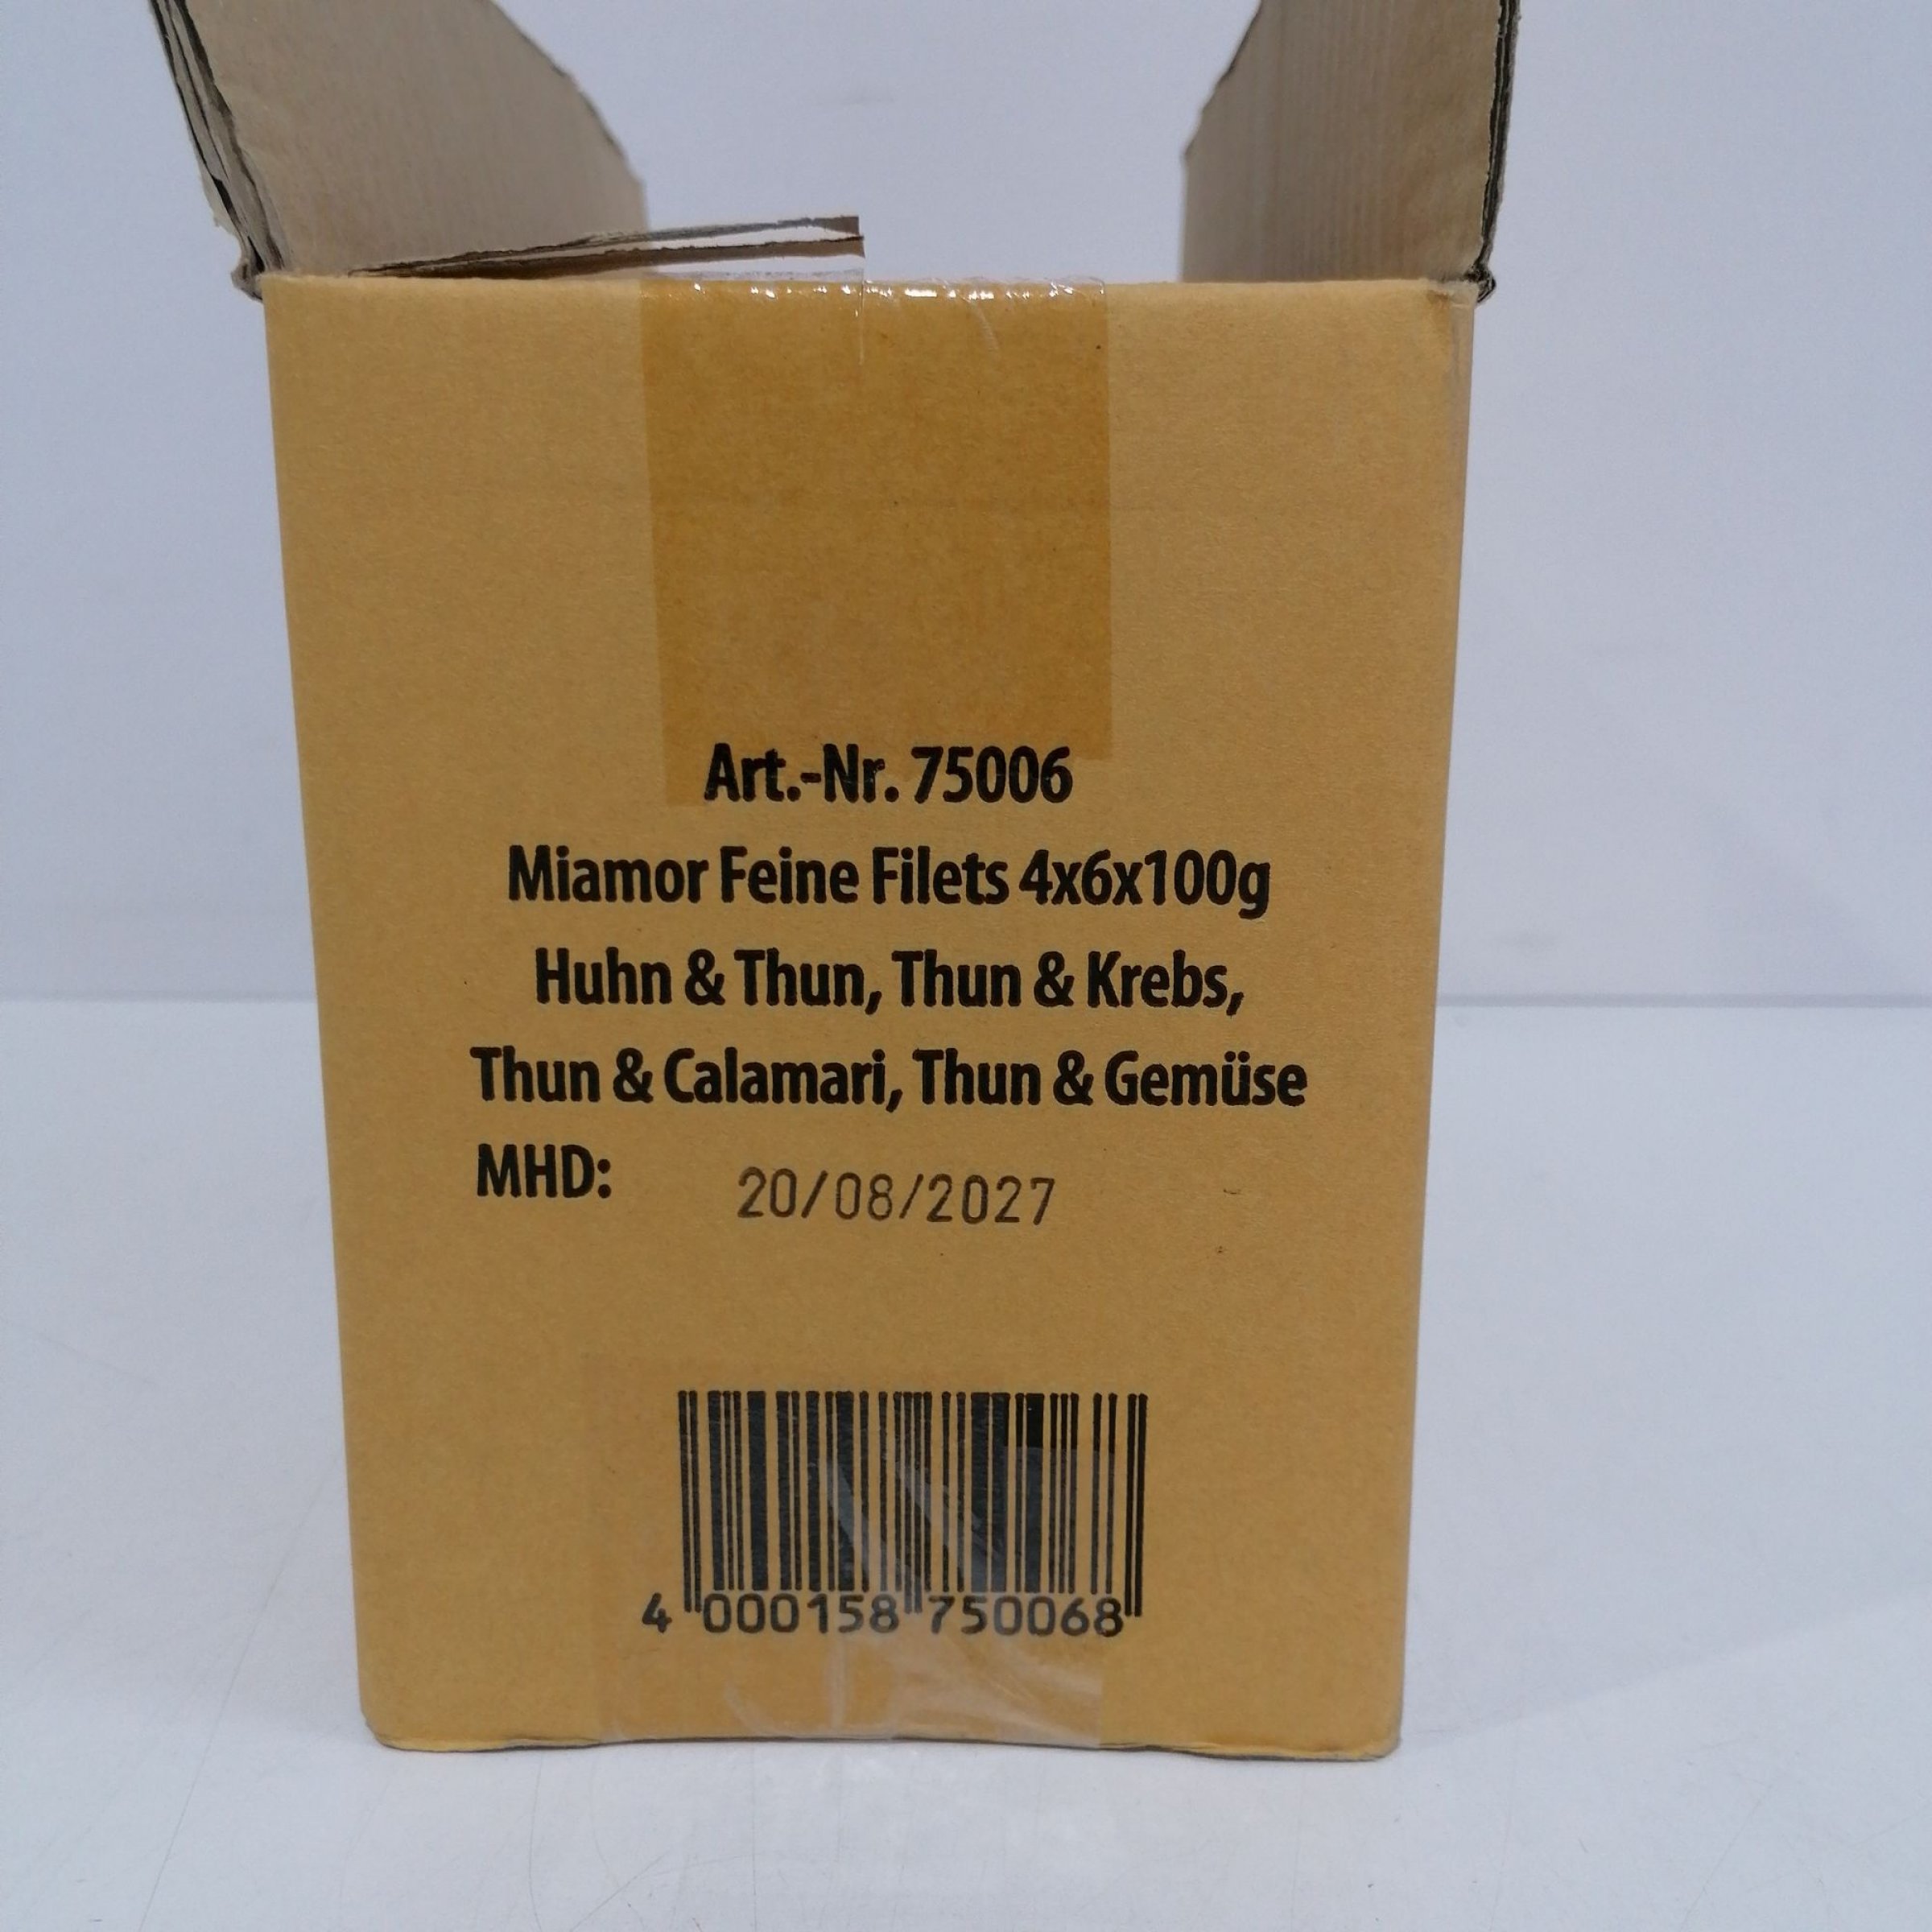 Art.-Nr. 75006
Miamor Feine Filets 4x6x100g
Huhn & Thun, Thun & Krebs,
Thun & Calamari, Thun & Gemüse
MHD: 20/08/2027
4 000158 750068